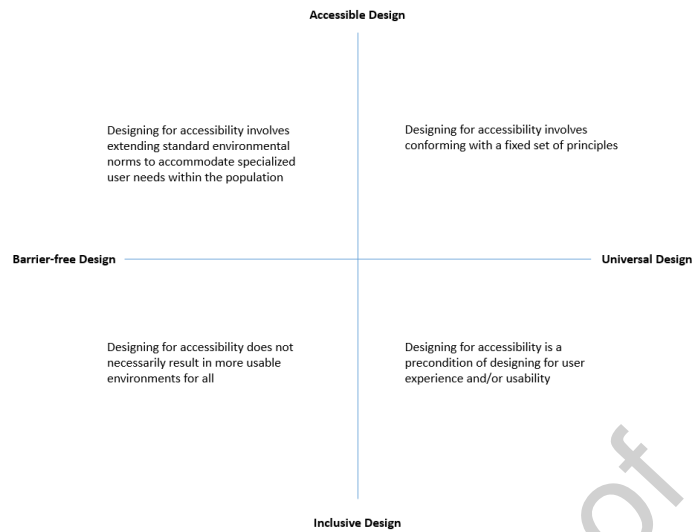 Accessible Design
Designing for accessibility involves
extending standard environmental
norms to accommodate specialized
user needs within the population
Designing for accessibility involves
conforming with a fixed set of principles
Barrier-free Design
Universal Design
Designing for accessibility does not
necessarily result in more usable
environments for all
Designing for accessibility is a
precondition of designing for user
experience and/or usability
of
Inclusive Design